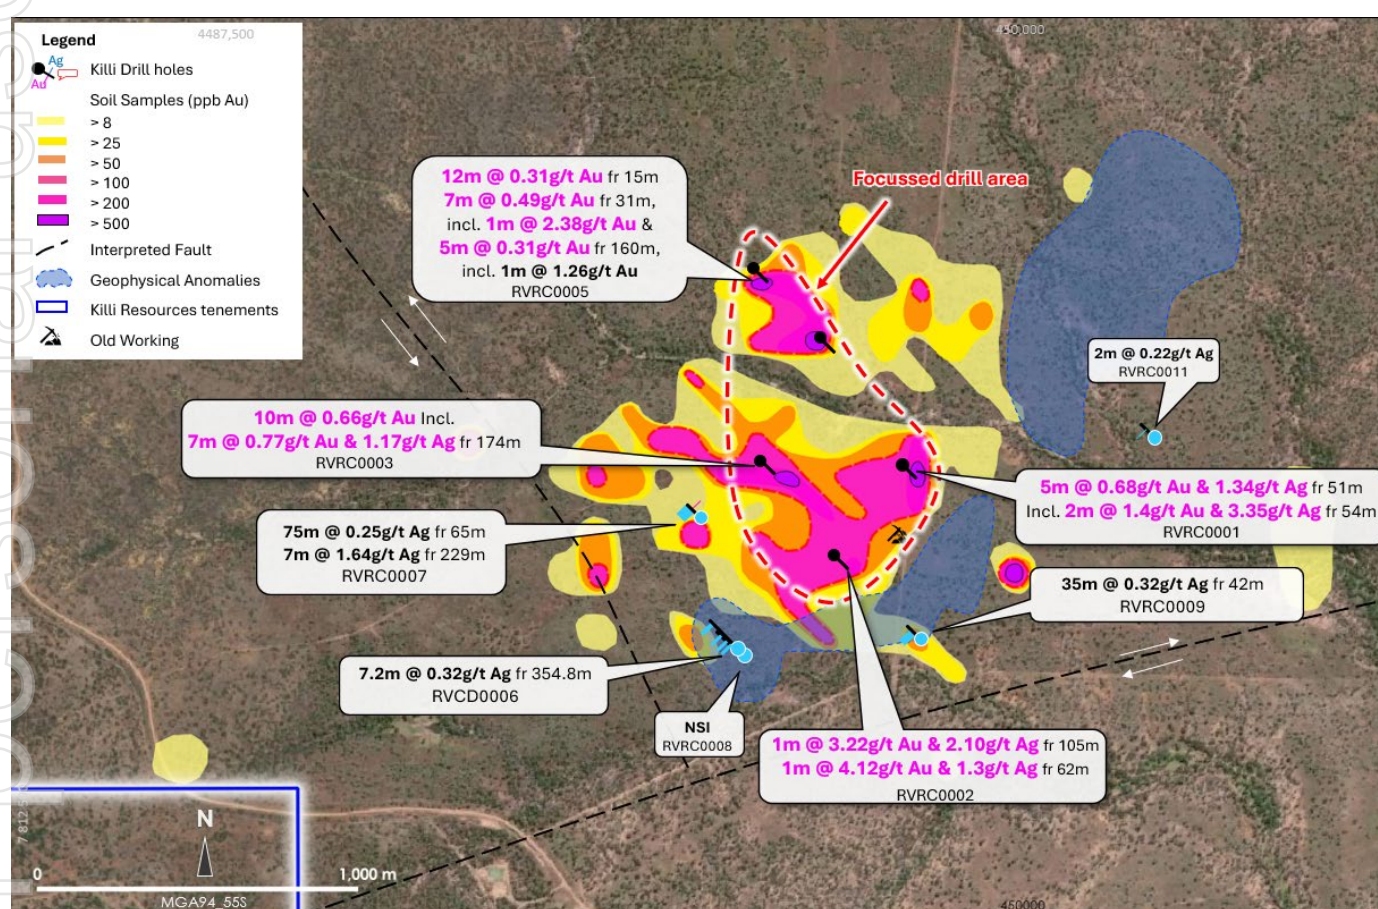 Legend
Ag
Au
Killi Drill holes
Soil Samples (ppb Au)
> 8
> 25
> 50
> 100
> 200
> 500
Interpreted Fault
Geophysical Anomalies
Killi Resources tenements
Old Working
4487,500
450,000
12m @ 0.31g/t Au fr 15m
7m @ 0.49g/t Au fr 31m,
incl. 1m @ 2.38g/t Au &
5m @ 0.31g/t Au fr 160m,
incl. 1m @ 1.26g/t Au
RVRC0005
Focussed drill area
2m @ 0.22g/t Ag
RVRC0011
10m @ 0.66g/t Au Incl.
7m @ 0.77g/t Au & 1.17g/t Ag fr 174m
RVRC0003
5m @ 0.68g/t Au & 1.34g/t Ag fr 51m
Incl. 2m @ 1.4g/t Au & 3.35g/t Ag fr 54m
RVRC0001
75m @ 0.25g/t Ag fr 65m
7m @ 1.64g/t Ag fr 229m
RVRC0007
35m @ 0.32g/t Ag fr 42m
RVRC0009
7.2m @ 0.32g/t Ag fr 354.8m
RVCD0006
NSI
RVRC0008
1m @ 3.22g/t Au & 2.10g/t Ag fr 105m
1m @ 4.12g/t Au & 1.3g/t Ag fr 62m
RVRC0002
N
0
1,000 m
MGA94_55S
450000